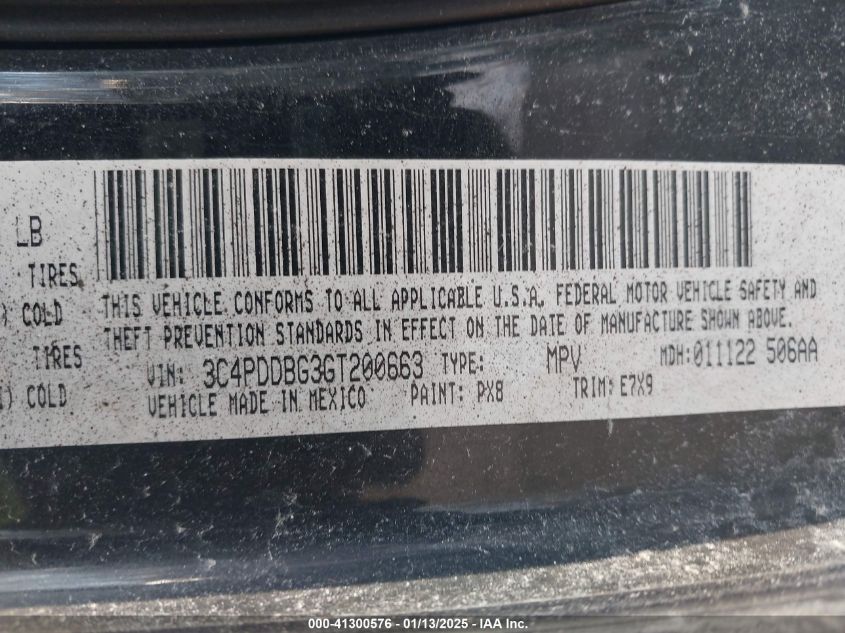 LB
TIRES
) COLD
TIRES
) COLD
THIS VEHICLE CONFORMS TO ALL APPLICABLE U.S.A. FEDERAL MOTOR VEHICLE SAFETY AND
THEFT PREVENTION STANDARDS IN EFFECT ON THE DATE OF MANUFACTURE SHOWN ABOVE.
VIN: 3C4PDDBG3GT200663 TYPE: MPV MDH:011122 506AA
VEHICLE MADE IN MEXICO PAINT: PX8 TRIM: E7X9
000-41300576 - 01/13/2025 - IAA Inc.